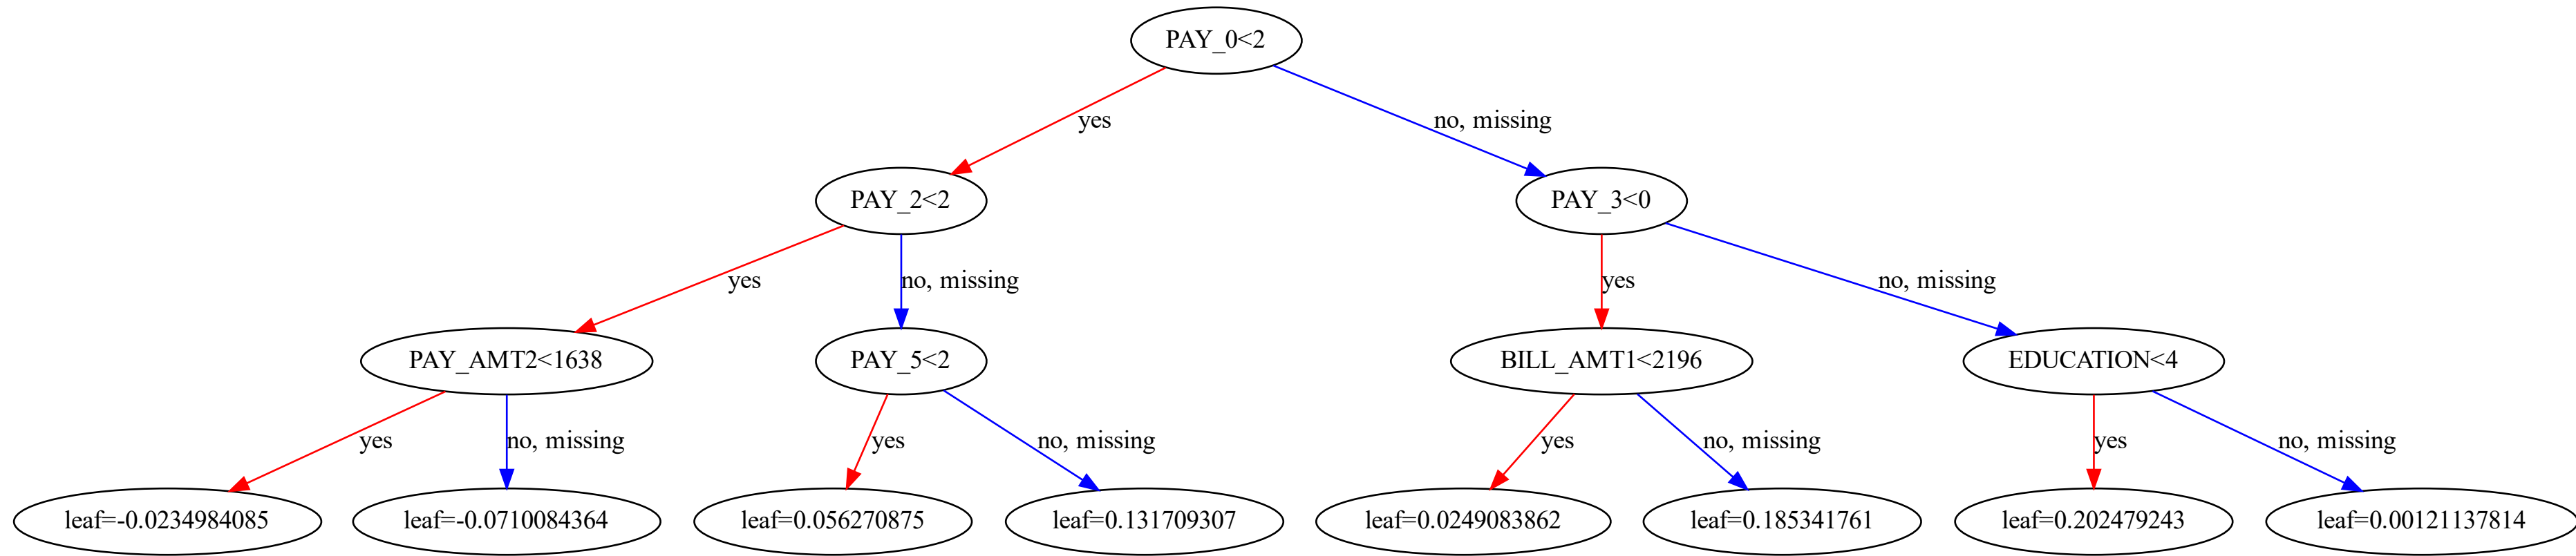 PAY_0<2
yes
no, missing
PAY_2<2
PAY_3<0
yes
no, missing
yes
no, missing
PAY_AMT2<1638
PAY_5<2
BILL_AMT1<2196
EDUCATION<4
yes
no, missing
yes
no, missing
yes
no, missing
yes
no, missing
leaf=-0.0234984085
leaf=-0.0710084364
leaf=0.056270875
leaf=0.131709307
leaf=0.0249083862
leaf=0.185341761
leaf=0.202479243
leaf=0.00121137814